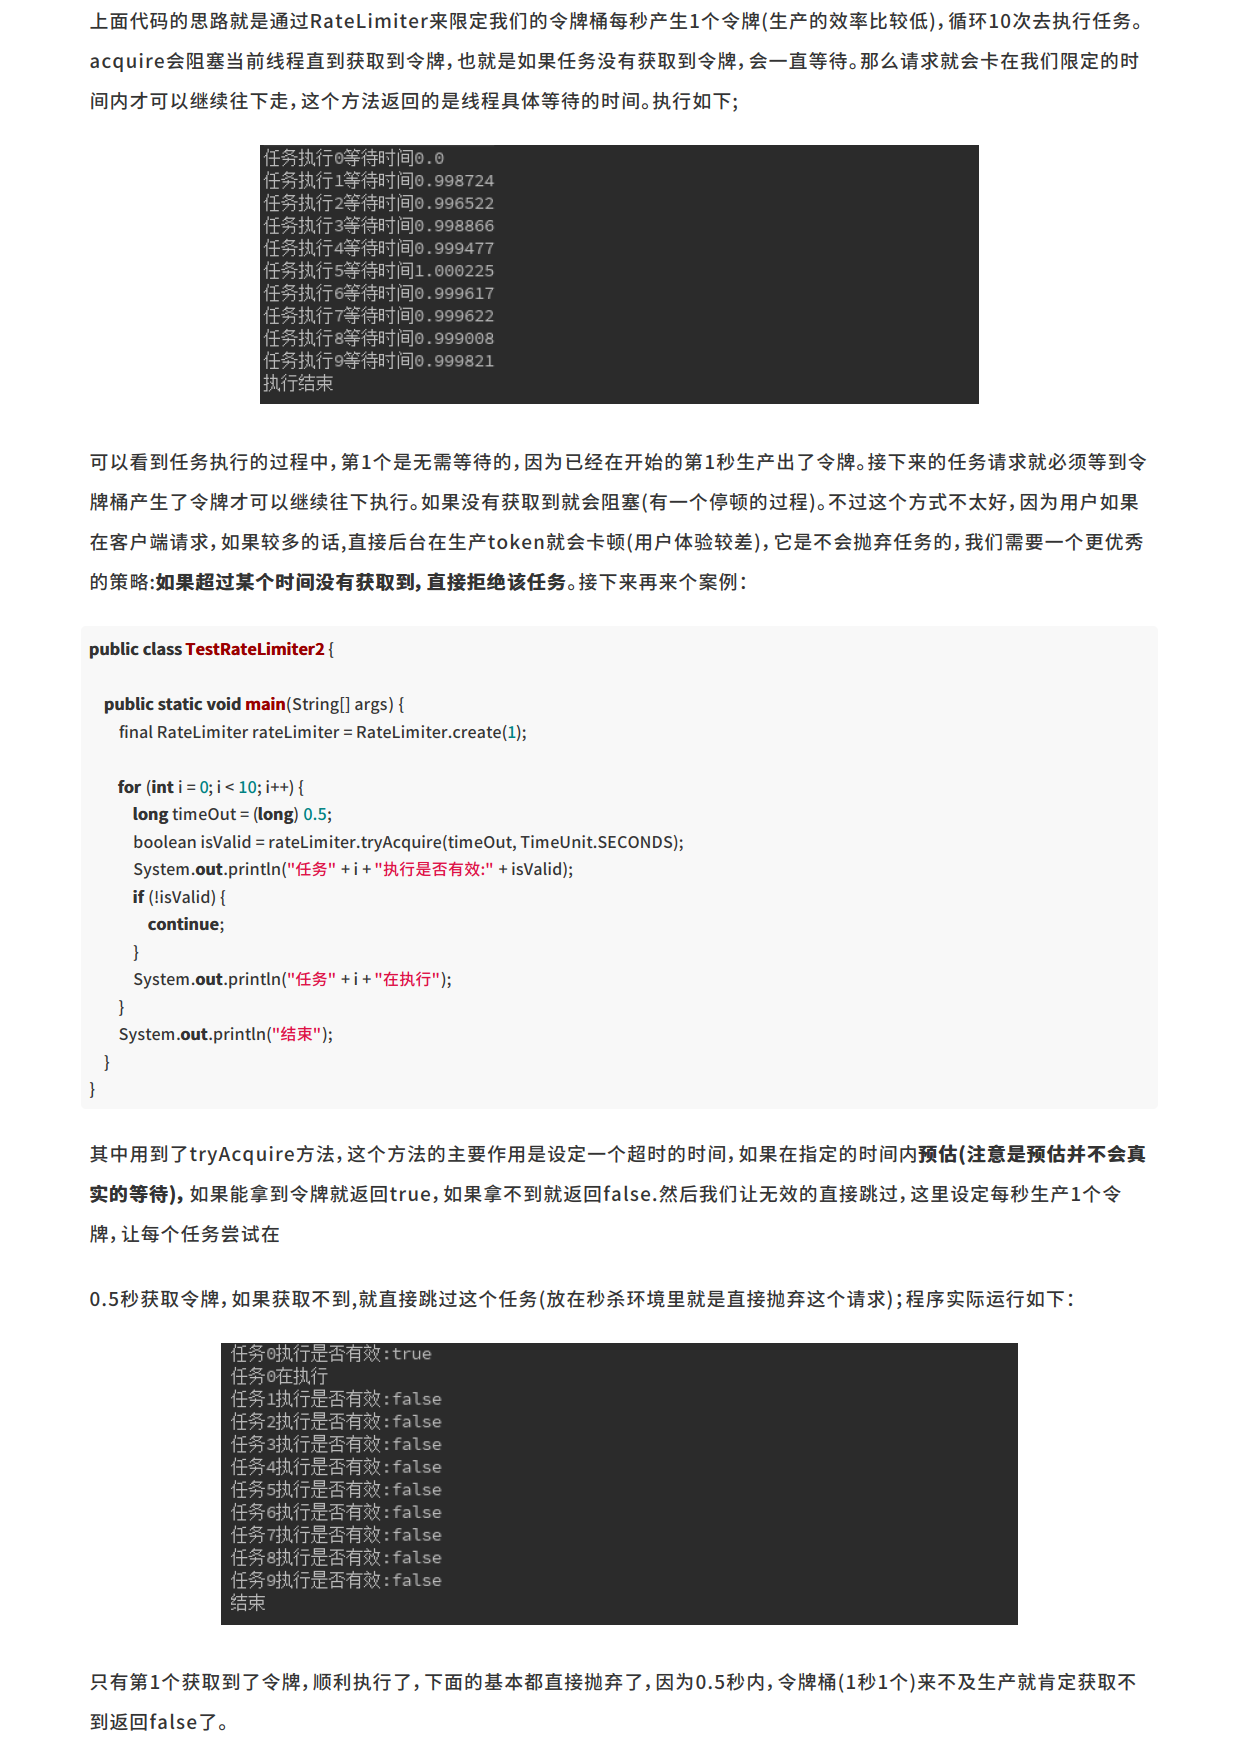 上面代码的思路就是通过RateLimiter来限定我们的令牌桶每秒产生1个令牌(生产的效率比较低)，循环10次去执行任务。
acquire会阻塞当前线程直到获取到令牌，也就是如果任务没有获取到令牌，会一直等待。那么请求就会卡在我们限定的时
间内才可以继续往下走，这个方法返回的是线程具体等待的时间。执行如下;
任务执行0等待时间0.0
任务执行1等待时间0.998724
任务执行2等待时间0.996522
任务执行3等待时间0.998866
任务执行4等待时间0.999477
任务执行5等待时间1.000225
任务执行6等待时间0.999617
任务执行7等待时间0.999622
任务执行8等待时间0.999008
任务执行9等待时间0.999821
执行结束
可以看到任务执行的过程中，第1个是无需等待的，因为已经在开始的第1秒生产出了令牌。接下来的任务请求就必须等到令
牌桶产生了令牌才可以继续往下执行。如果没有获取到就会阻塞(有一个停顿的过程)。不过这个方式不太好，因为用户如果
在客户端请求，如果较多的话,直接后台在生产token就会卡顿(用户体验较差)，它是不会抛弃任务的，我们需要一个更优秀
的策略:如果超过某个时间没有获取到，直接拒绝该任务。接下来再来个案例：
public class TestRateLimiter2 {
public static void main(String[] args) {
final RateLimiter rateLimiter = RateLimiter.create(1);
for (int i = 0; i < 10; i++) {
long timeOut = (long) 0.5;
boolean isValid = rateLimiter.tryAcquire(timeOut, TimeUnit.SECONDS);
System.out.println("任务" + i + "执行是否有效:" + isValid);
if (!isValid) {
continue;
}
System.out.println("任务" + i + "在执行");
}
System.out.println("结束");
}
}
其中用到了tryAcquire方法，这个方法的主要作用是设定一个超时的时间，如果在指定的时间内预估(注意是预估并不会真
实的等待)，如果能拿到令牌就返回true，如果拿不到就返回false.然后我们让无效的直接跳过，这里设定每秒生产1个令
牌，让每个任务尝试在
0.5秒获取令牌，如果获取不到,就直接跳过这个任务(放在秒杀环境里就是直接抛弃这个请求)；程序实际运行如下：
任务0执行是否有效:true
任务0在执行
任务1执行是否有效:false
任务2执行是否有效:false
任务3执行是否有效:false
任务4执行是否有效:false
任务5执行是否有效:false
任务6执行是否有效:false
任务7执行是否有效:false
任务8执行是否有效:false
任务9执行是否有效:false
结束
只有第1个获取到了令牌，顺利执行了，下面的基本都直接抛弃了，因为0.5秒内，令牌桶(1秒1个)来不及生产就肯定获取不
到返回false了。